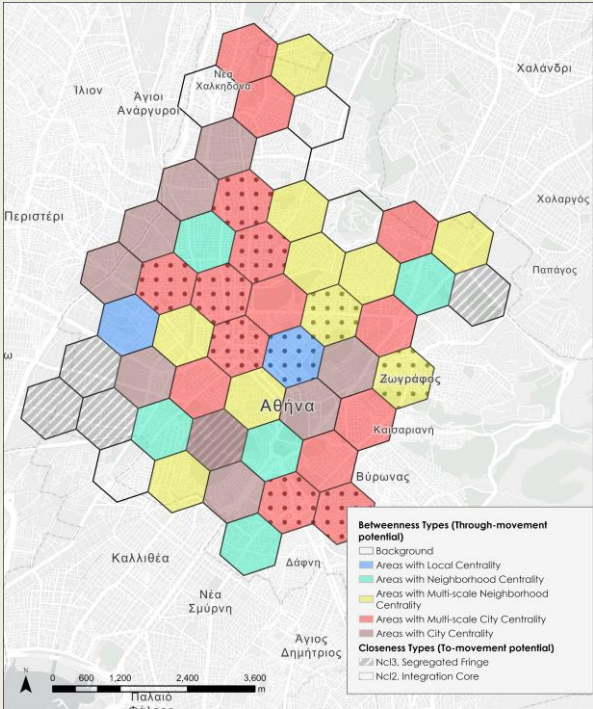 Χαλάνδρι
Νέα
Χαλκηδόνα
Ίλιον
Άγιοι
Ανάργυροι
Χολαργός
Περιστέρι
Παπάγος
ω
Ζωγράφος
Αθήνα
Καισαριανή
Βύρωνας
Καλλιθέα
Δάφνη
Νέα
Σμύρνη
Άγιος
Δημήτριος
Παλαιό
Betweenness Types (Through-movement
potential)
Background
Areas with Local Centrality
Areas with Neighborhood Centrality
Areas with Multi-scale Neighborhood
Centrality
Areas with Multi-scale City Centrality
Areas with City Centrality
Closeness Types (To-movement potential)
Ncl3. Segregated Fringe
Ncl2. Integration Core
N
0 600 1,200 2,400 3,600
m